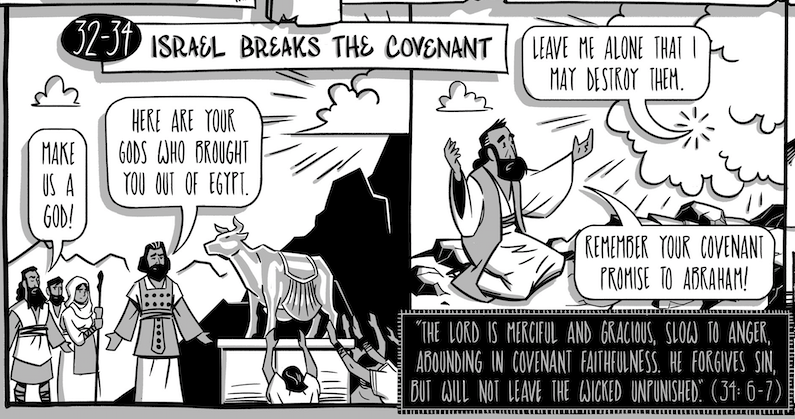 32-34
ISRAEL BREAKS THE COVENANT
MAKE
US A
GOD!
HERE ARE YOUR
GODS WHO BROUGHT
YOU OUT OF EGYPT.
LEAVE ME ALONE THAT I
MAY DESTROY THEM.
REMEMBER YOUR COVENANT
PROMISE TO ABRAHAM!
"THE LORD IS MERCIFUL AND GRACIOUS, SLOW TO ANGER,
ABOUNDING IN COVENANT FAITHFULNESS. HE FORGIVES SIN,
BUT WILL NOT LEAVE THE WICKED UNPUNISHED." (34: 6-7)